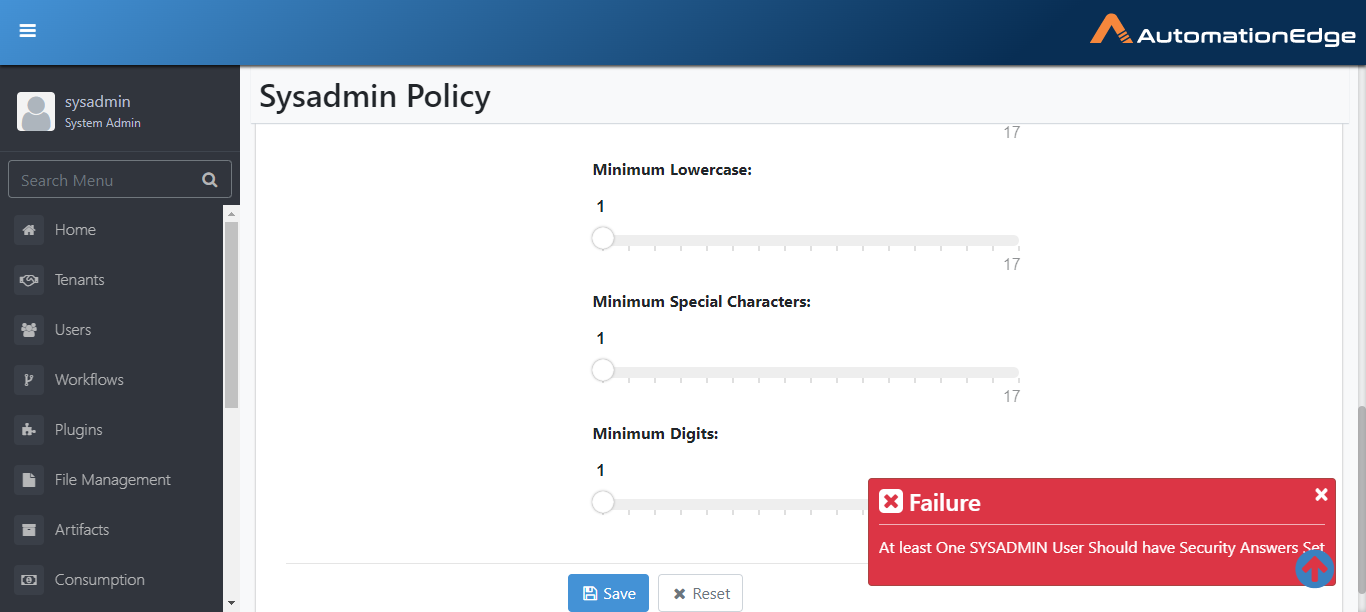 AutomationEdge
sysadmin
System Admin
Search Menu
Home
Tenants
Users
Workflows
Plugins
File Management
Artifacts
Consumption
Sysadmin Policy
17
Minimum Lowercase:
1
17
Minimum Special Characters:
1
17
Minimum Digits:
1
Save
Reset
Failure
At least One SYSADMIN User Should have Security Answers Set